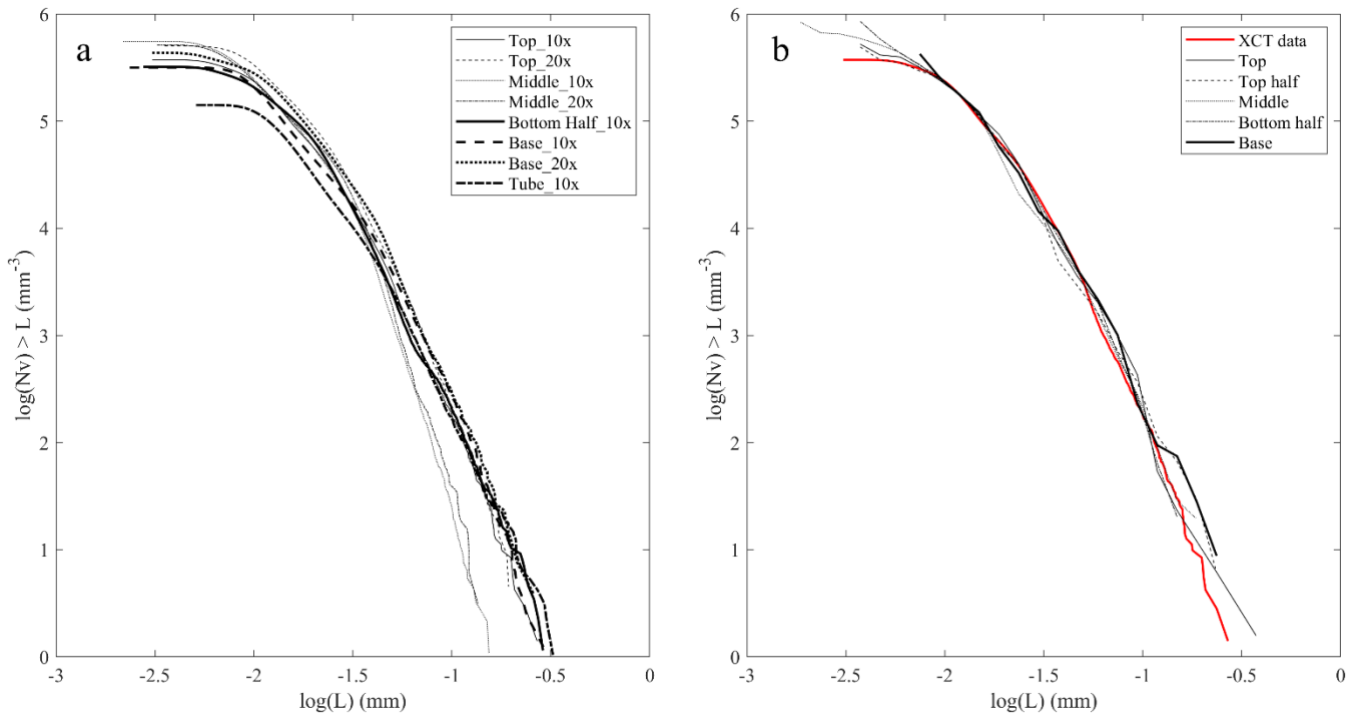 a
6
5
4
3
2
1
0
log(Nv) > L (mm⁻³)
-3
-2.5
-2
-1.5
-1
-0.5
0
log(L) (mm)
Top_10x
Top_20x
Middle_10x
Middle_20x
Bottom Half_10x
Base_10x
Base_20x
Tube_10x
b
6
5
4
3
2
1
0
log(Nv) > L (mm⁻³)
-3
-2.5
-2
-1.5
-1
-0.5
0
log(L) (mm)
XCT data
Top
Top half
Middle
Bottom half
Base